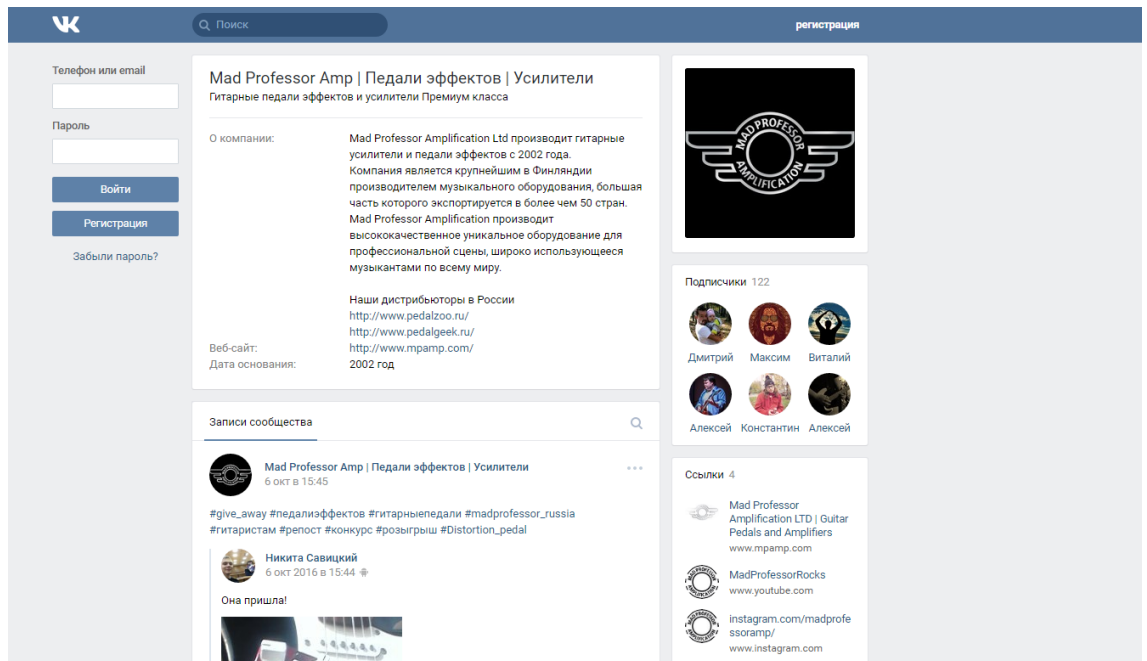 Поиск
регистрация
Телефон или email
Пароль
Войти
Регистрация
Забыли пароль?
Mad Professor Amp | Педали эффектов | Усилители
Гитарные педали эффектов и усилители Премиум класса
О компании:
Mad Professor Amplification Ltd производит гитарные
усилители и педали эффектов с 2002 года.
Компания является крупнейшим в Финляндии
производителем музыкального оборудования, большая
часть которого экспортируется в более чем 50 стран.
Mad Professor Amplification производит
высококачественное уникальное оборудование для
профессиональной сцены, широко использующееся
музыкантами по всему миру.
Наши дистрибьюторы в России
http://www.pedalzoo.ru/
http://www.pedalgeek.ru/
Веб-сайт: http://www.mpamp.com/
Дата основания: 2002 год
Записи сообщества
Mad Professor Amp | Педали эффектов | Усилители
6 окт в 15:45
#give_away #педалиэффектов #гитарныепедали #madprofessor_russia
#гитаристам #репост #конкурс #розыгрыш #Distortion_pedal
Никита Савицкий
6 окт 2016 в 15:44
Она пришла!
MAD PROFESSOR
AMPLIFICATION
Подписчики 122
Дмитрий Максим Виталий
Алексей Константин Алексей
Ссылки 4
Mad Professor
Amplification LTD | Guitar
Pedals and Amplifiers
www.mpamp.com
MadProfessorRocks
www.youtube.com
instagram.com/madprofe
ssoramp/
www.instagram.com